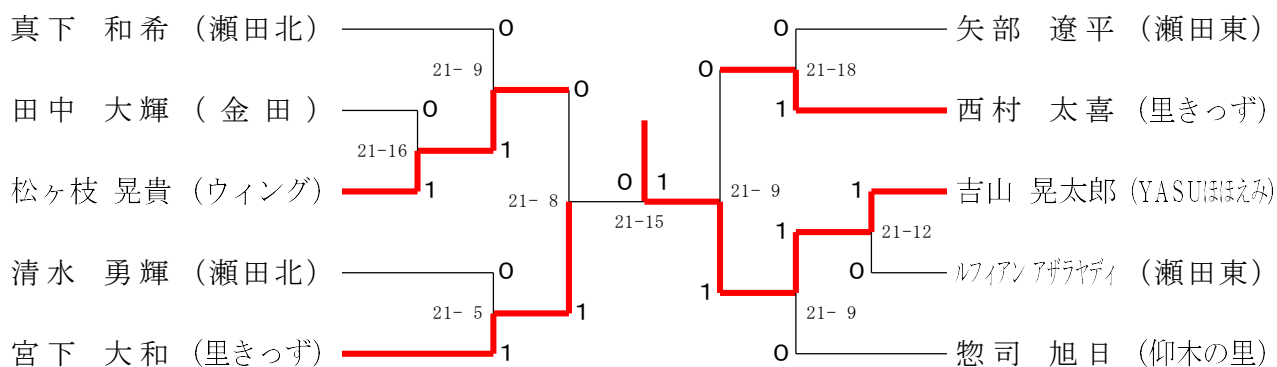 真下 和希 (瀬田北)
0
21- 9
0
田中 大輝 (金田)
0
21-16
1
松ヶ枝 晃貴 (ウィング)
1
21- 8
0
1
21-15
清水 勇輝 (瀬田北)
0
21- 5
1
宮下 大和 (里きっず)
1
0
矢部 遼平 (瀬田東)
0
21-18
1
西村 太喜 (里きっず)
21- 9
1
吉山 晃太郎 (YASUほほえみ)
1
21-12
0
ルフィアン アザラヤディ (瀬田東)
1
21- 9
0
惣司 旭日 (仰木の里)